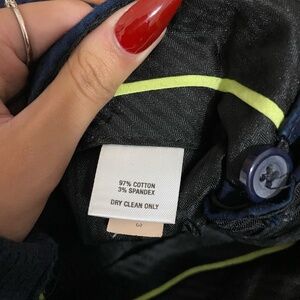 97% COTTON
3% SPANDEX
DRY CLEAN ONLY